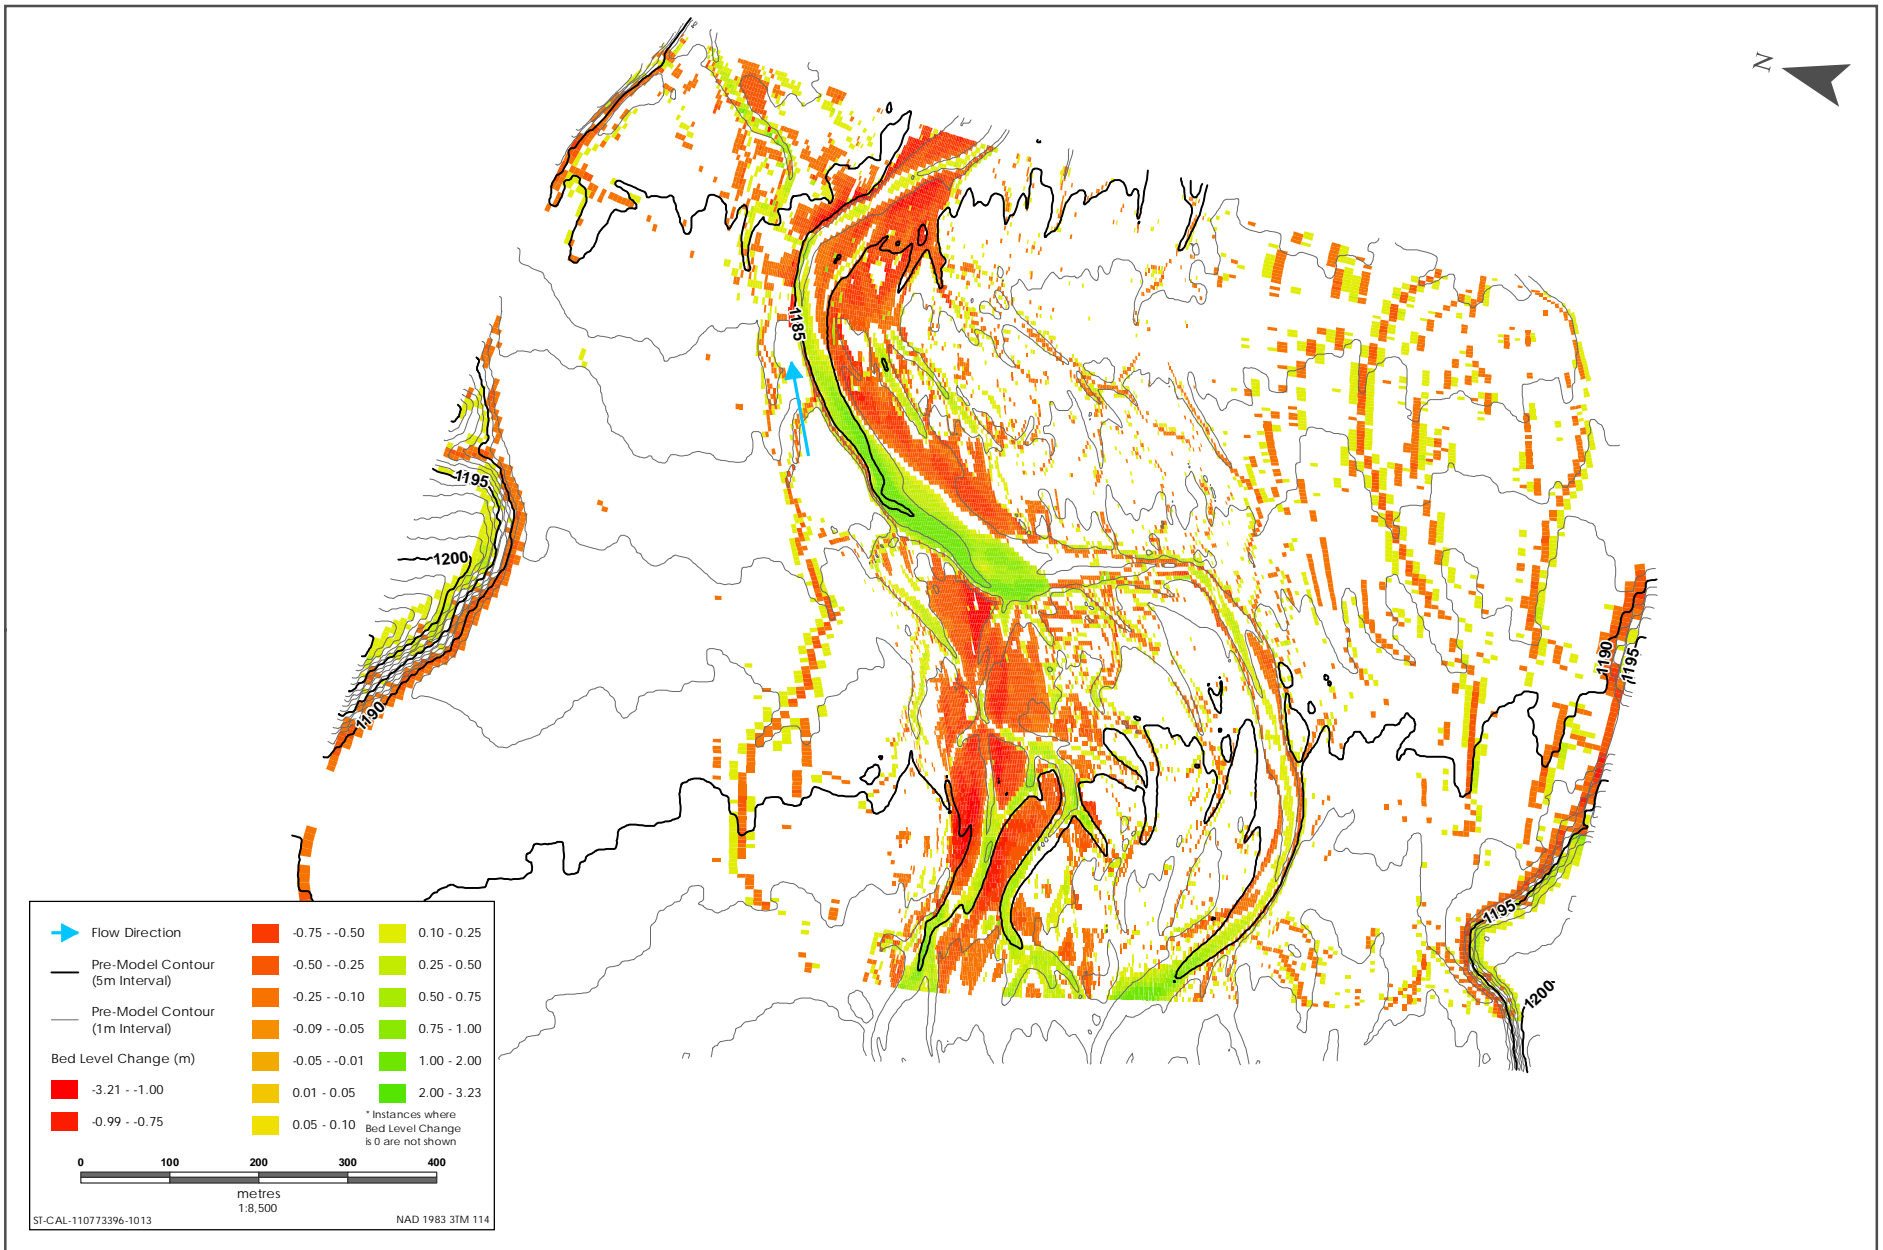 N
1185
1195
1200
1190
1190
1195
1195
1200
Flow Direction
Pre-Model Contour
(5m Interval)
Pre-Model Contour
(1m Interval)
Bed Level Change (m)
-3.21 - -1.00
-0.99 - -0.75
-0.75 - -0.50
-0.50 - -0.25
-0.25 - -0.10
-0.09 - -0.05
-0.05 - -0.01
0.01 - 0.05
0.05 - 0.10
0.10 - 0.25
0.25 - 0.50
0.50 - 0.75
0.75 - 1.00
1.00 - 2.00
2.00 - 3.23
* Instances where
Bed Level Change
is 0 are not shown
0 100 200 300 400
metres
1:8,500
ST-CAL-110773396-1013 NAD 1983 3TM 114